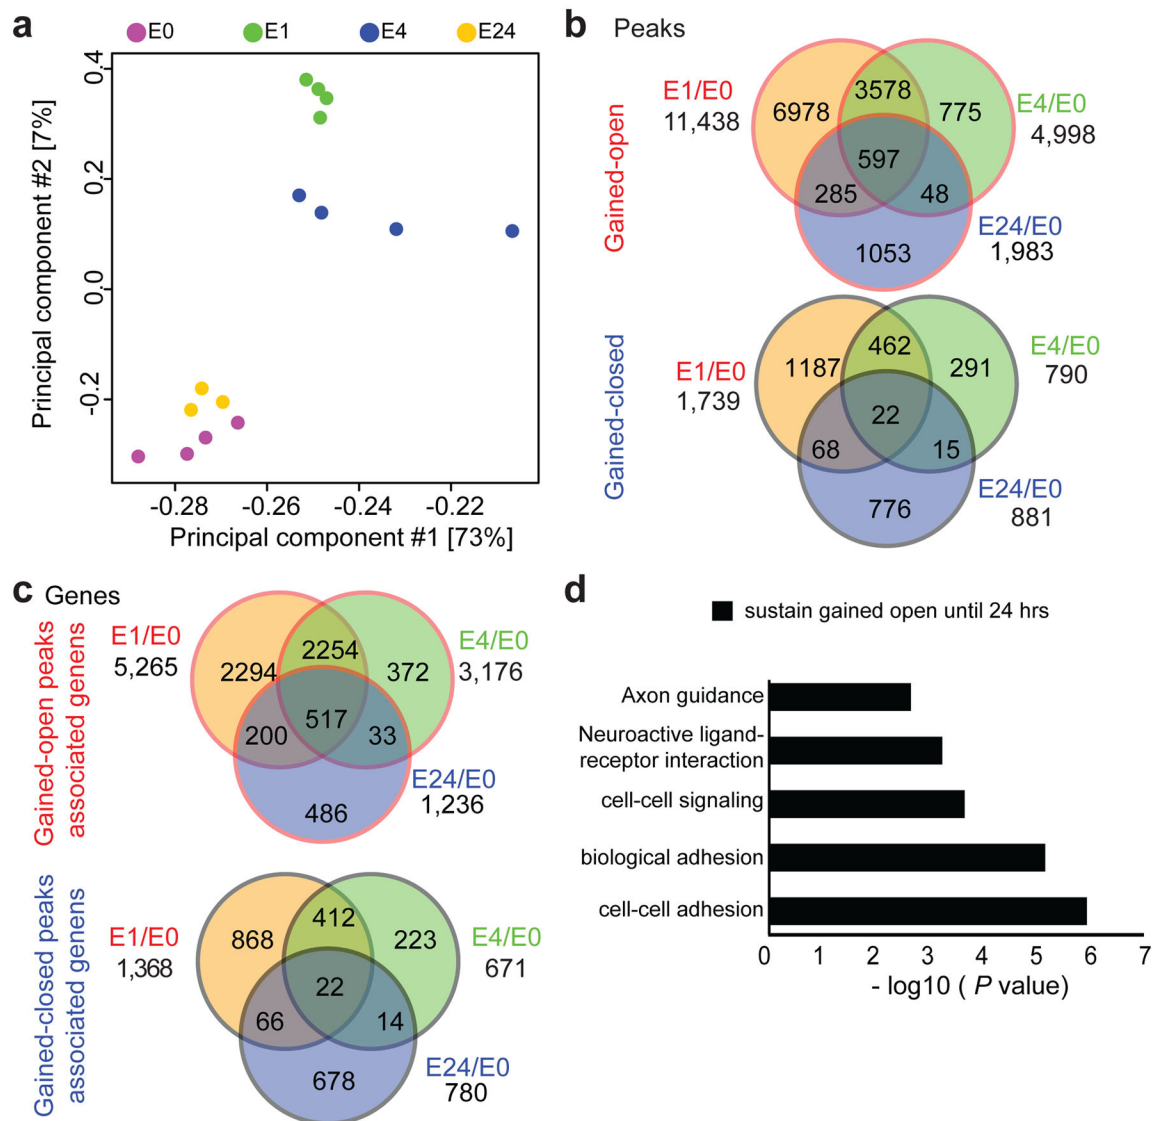 a
E0 E1 E4 E24
0.4
0.2
0.0
-0.2
Principal component #2 [7%]
-0.28 -0.26 -0.24 -0.22
Principal component #1 [73%]
b Peaks
Gained-open
E1/E0
11,438
E4/E0
4,998
E24/E0
1,983
6978
3578
775
597
285
48
1053
Gained-closed
E1/E0
1,739
E4/E0
790
E24/E0
881
1187
462
291
22
68
15
776
c Genes
Gained-open peaks
associated genens
E1/E0
5,265
E4/E0
3,176
E24/E0
1,236
2294
2254
372
517
200
33
486
Gained-closed peaks
associated genens
E1/E0
1,368
E4/E0
671
E24/E0
780
868
412
223
22
66
14
678
d
sustain gained open until 24 hrs
Axon guidance
Neuroactive ligand-
receptor interaction
cell-cell signaling
biological adhesion
cell-cell adhesion
0 1 2 3 4 5 6 7
- log10 ( P value)